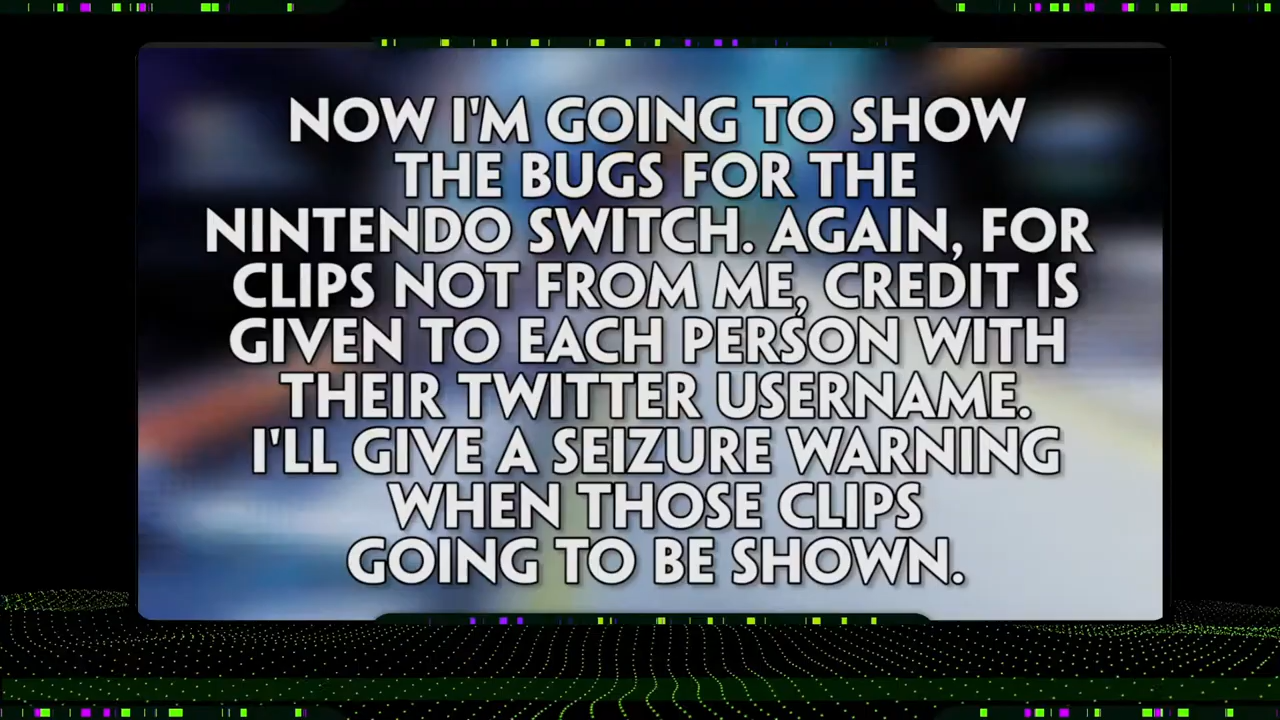 NOW I'M GOING TO SHOW
THE BUGS FOR THE
NINTENDO SWITCH. AGAIN, FOR
CLIPS NOT FROM ME, CREDIT IS
GIVEN TO EACH PERSON WITH
THEIR TWITTER USERNAME.
I'LL GIVE A SEIZURE WARNING
WHEN THOSE CLIPS
GOING TO BE SHOWN.